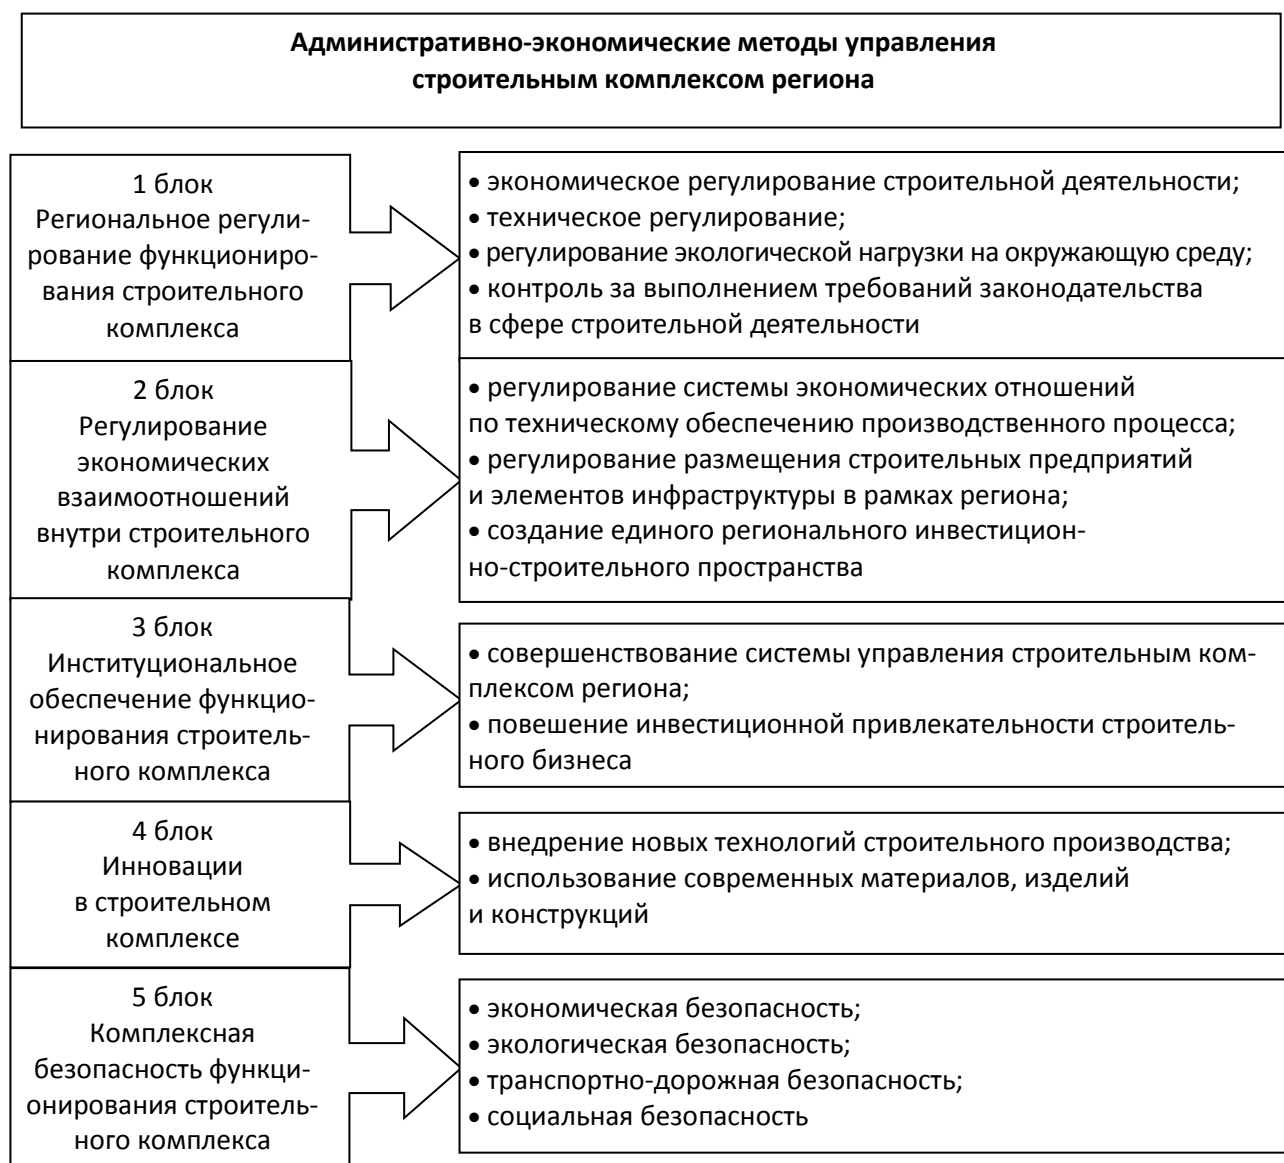 Административно-экономические методы управления
строительным комплексом региона
1 блок
Региональное регули-
рование функциониро-
вания строительного
комплекса
• экономическое регулирование строительной деятельности;
• техническое регулирование;
• регулирование экологической нагрузки на окружающую среду;
• контроль за выполнением требований законодательства
в сфере строительной деятельности
2 блок
Регулирование
экономических
взаимоотношений
внутри строительного
комплекса
• регулирование системы экономических отношений
по техническому обеспечению производственного процесса;
• регулирование размещения строительных предприятий
и элементов инфраструктуры в рамках региона;
• создание единого регионального инвестицион-
но-строительного пространства
3 блок
Институциональное
обеспечение функцио-
нирования строитель-
ного комплекса
• совершенствование системы управления строительным ком-
плексом региона;
• повешение инвестиционной привлекательности строитель-
ного бизнеса
4 блок
Инновации
в строительном
комплексе
• внедрение новых технологий строительного производства;
• использование современных материалов, изделий
и конструкций
5 блок
Комплексная
безопасность функци-
онирования строитель-
ного комплекса
• экономическая безопасность;
• экологическая безопасность;
• транспортно-дорожная безопасность;
• социальная безопасность